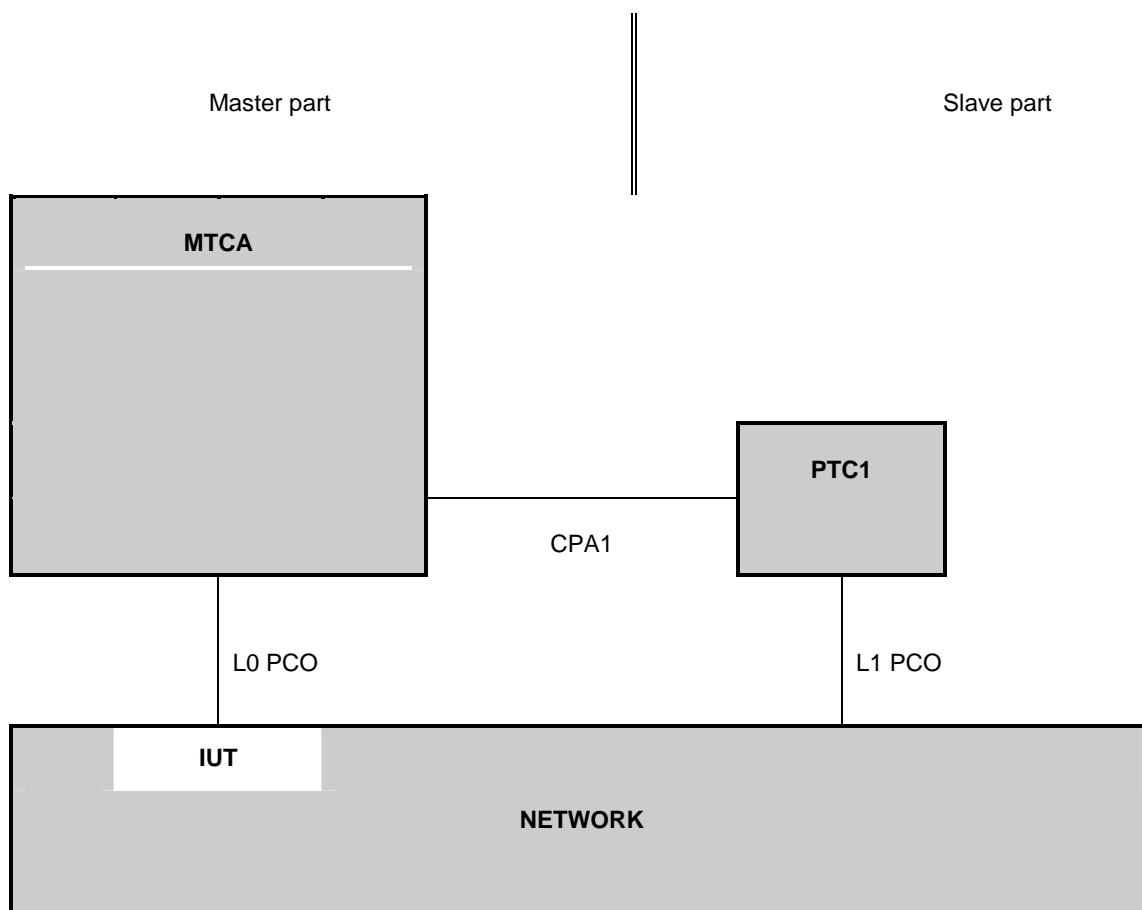 Master part
Slave part
MTCA
PTC1
CPA1
L0 PCO
L1 PCO
IUT
NETWORK